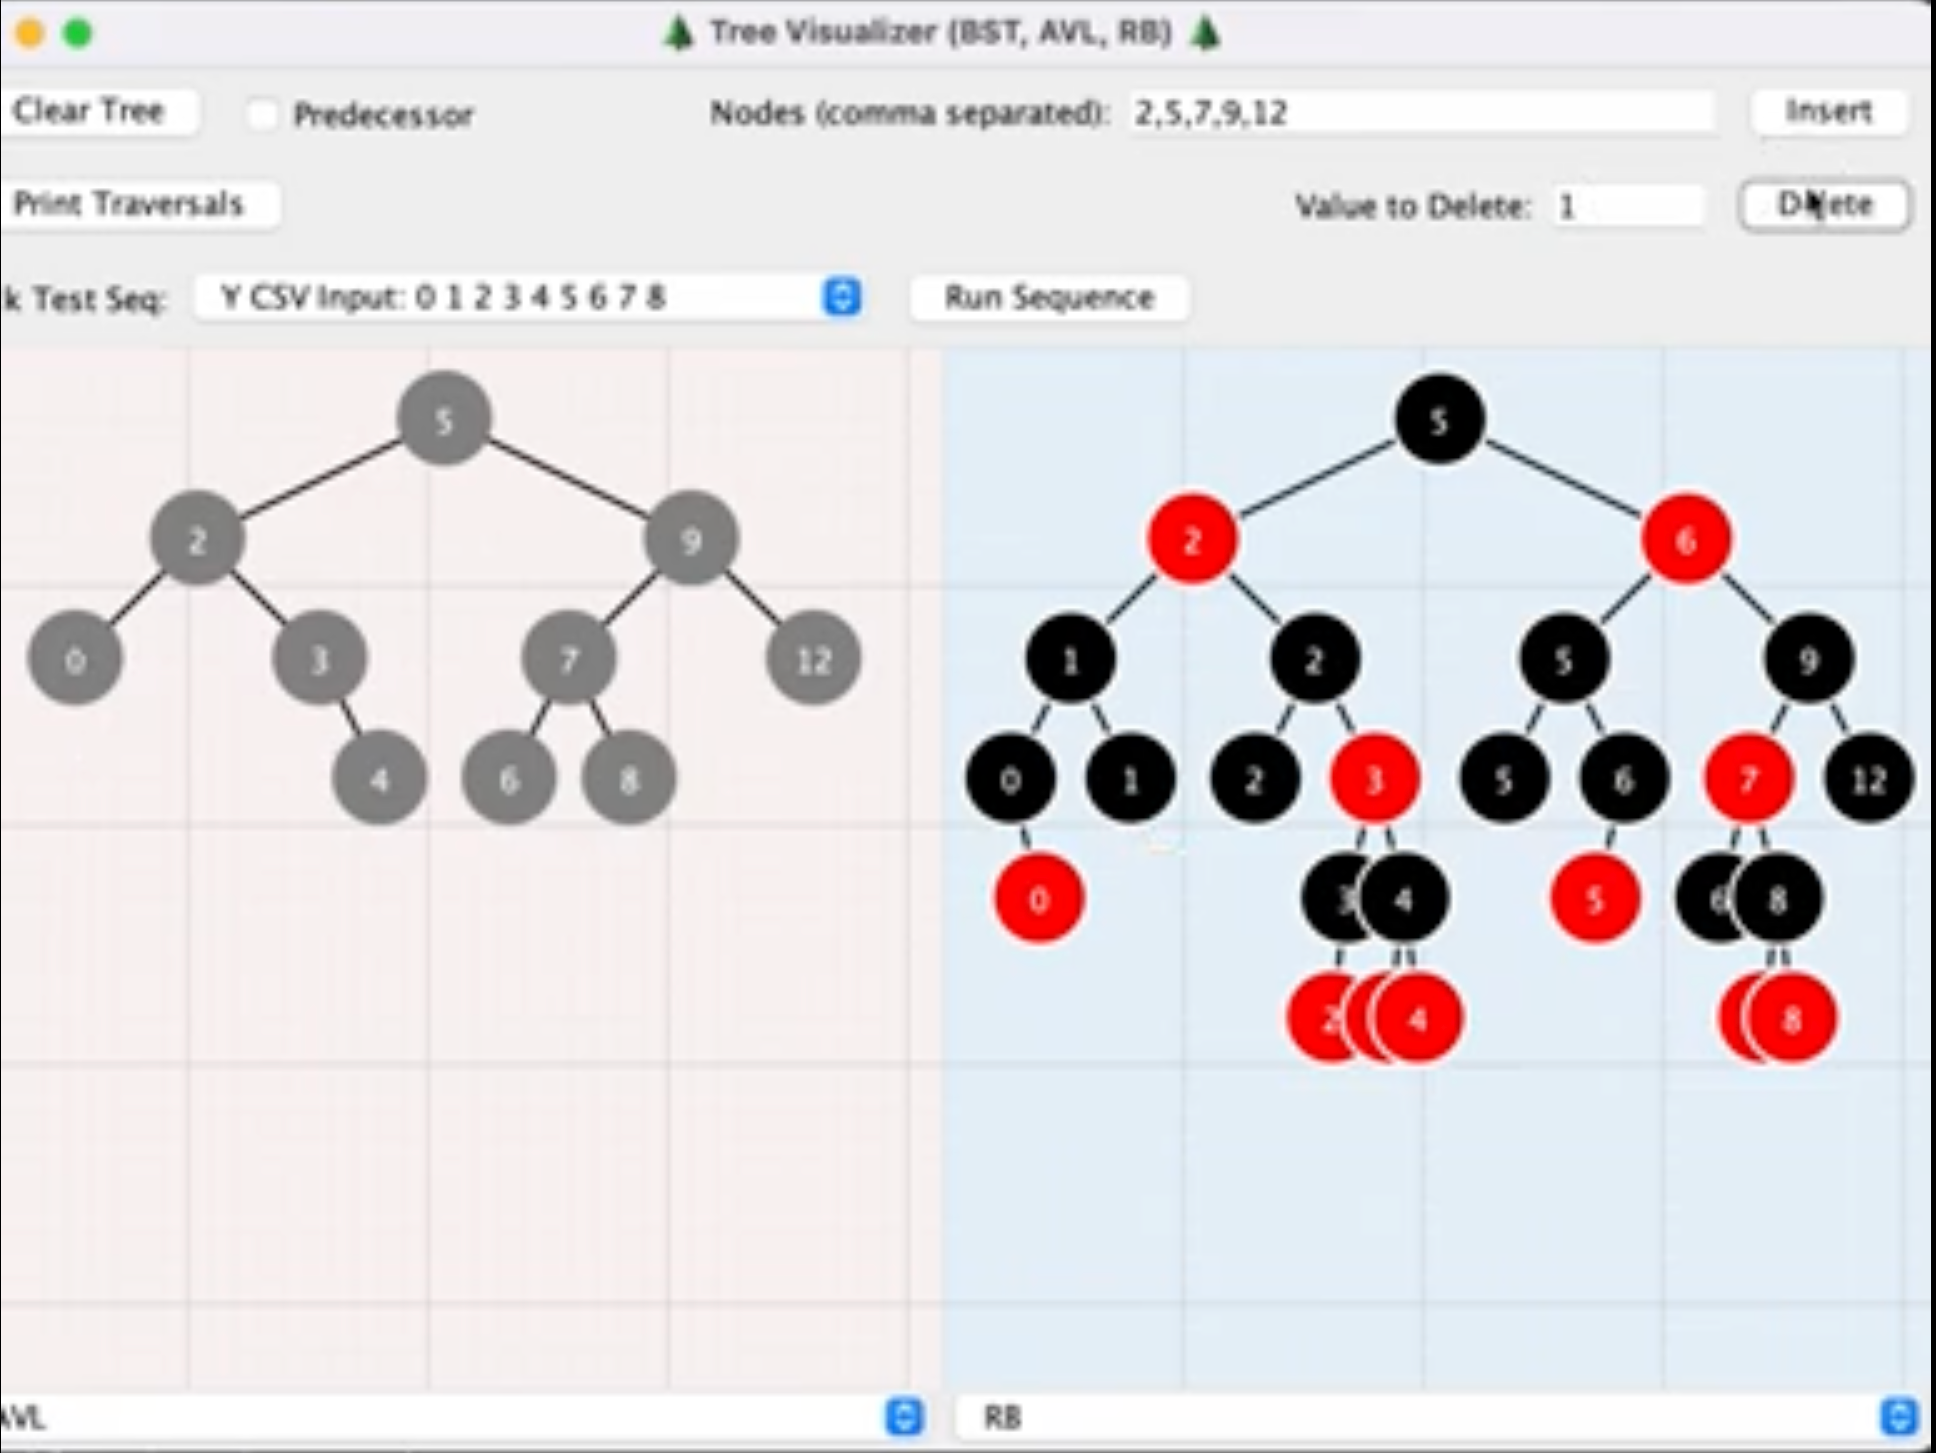 🌲 Tree Visualizer (BST, AVL, RB) 🌲
Clear Tree Predecessor Nodes (comma separated): 2,5,7,9,12 Insert
Print Traversals Value to Delete: 1 Delete
k Test Seq: Y CSV Input: 0 1 2 3 4 5 6 7 8 Run Sequence
5 5
2 9 2 6
0 3 7 12 1 2 5 9
4 6 8 0 1 2 3 5 6 7 12
0 3 4 5 6 8
2 4 8
AVL RB